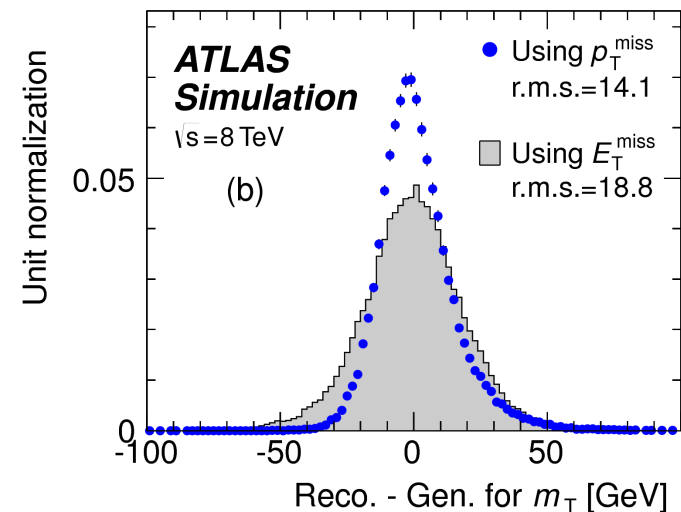 ATLAS
Simulation
√s=8 TeV
(b)
Using p_T^miss
r.m.s.=14.1
Using E_T^miss
r.m.s.=18.8
Unit normalization
0.05
0
-100
-50
0
50
Reco. - Gen. for m_T [GeV]